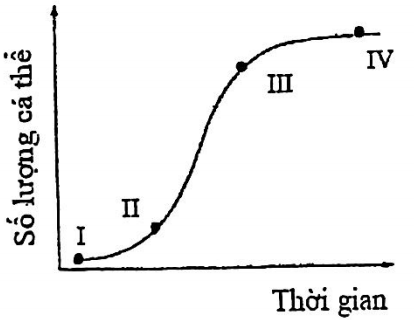 Số lượng cá thể
I
II
III
IV
Thời gian